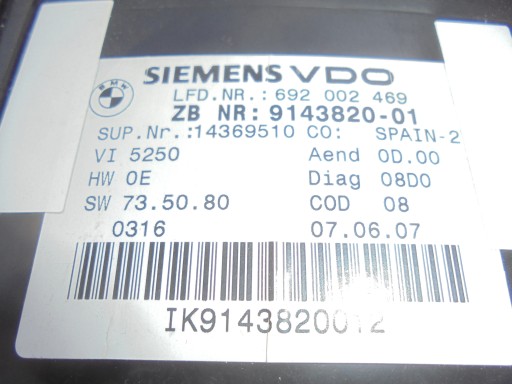 BMW
SIEMENS VDO
LFD.NR.: 692 002 469
ZB NR: 9143820-01
SUP.Nr.:14369510 CO: SPAIN-2
VI 5250 Aend 0D.00
HW 0E Diag 08D0
SW 73.50.80 COD 08
0316 07.06.07
IK9143820012